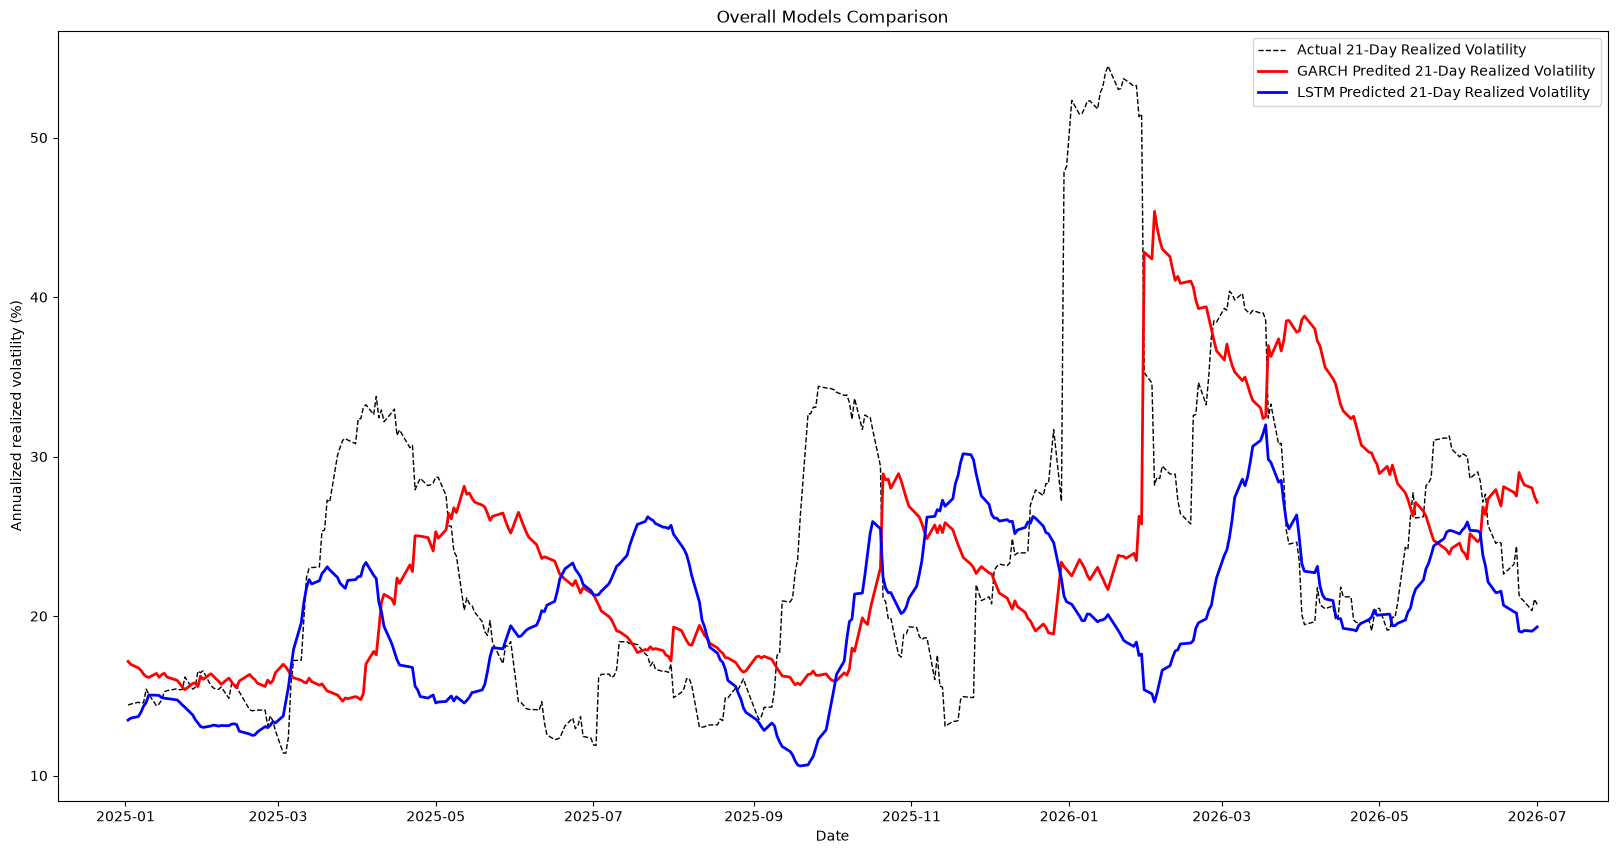 Overall Models Comparison
Actual 21-Day Realized Volatility
GARCH Predited 21-Day Realized Volatility
LSTM Predicted 21-Day Realized Volatility
Annualized realized volatility (%)
50
40
30
20
10
2025-01 2025-03 2025-05 2025-07 2025-09 2025-11 2026-01 2026-03 2026-05 2026-07
Date